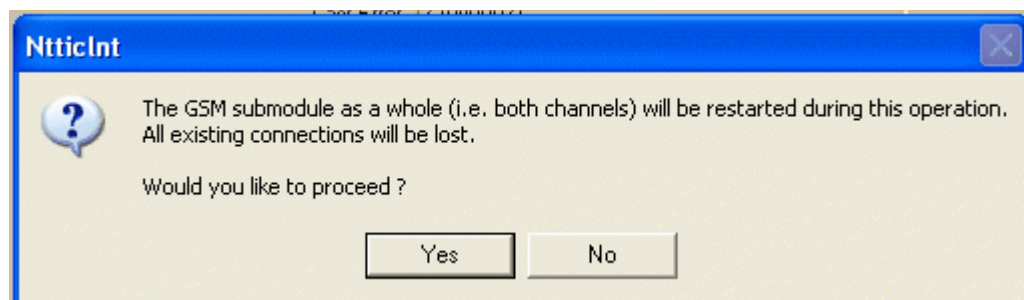 NtticInt
The GSM submodule as a whole (i.e. both channels) will be restarted during this operation.
All existing connections will be lost.
Would you like to proceed ?
Yes No